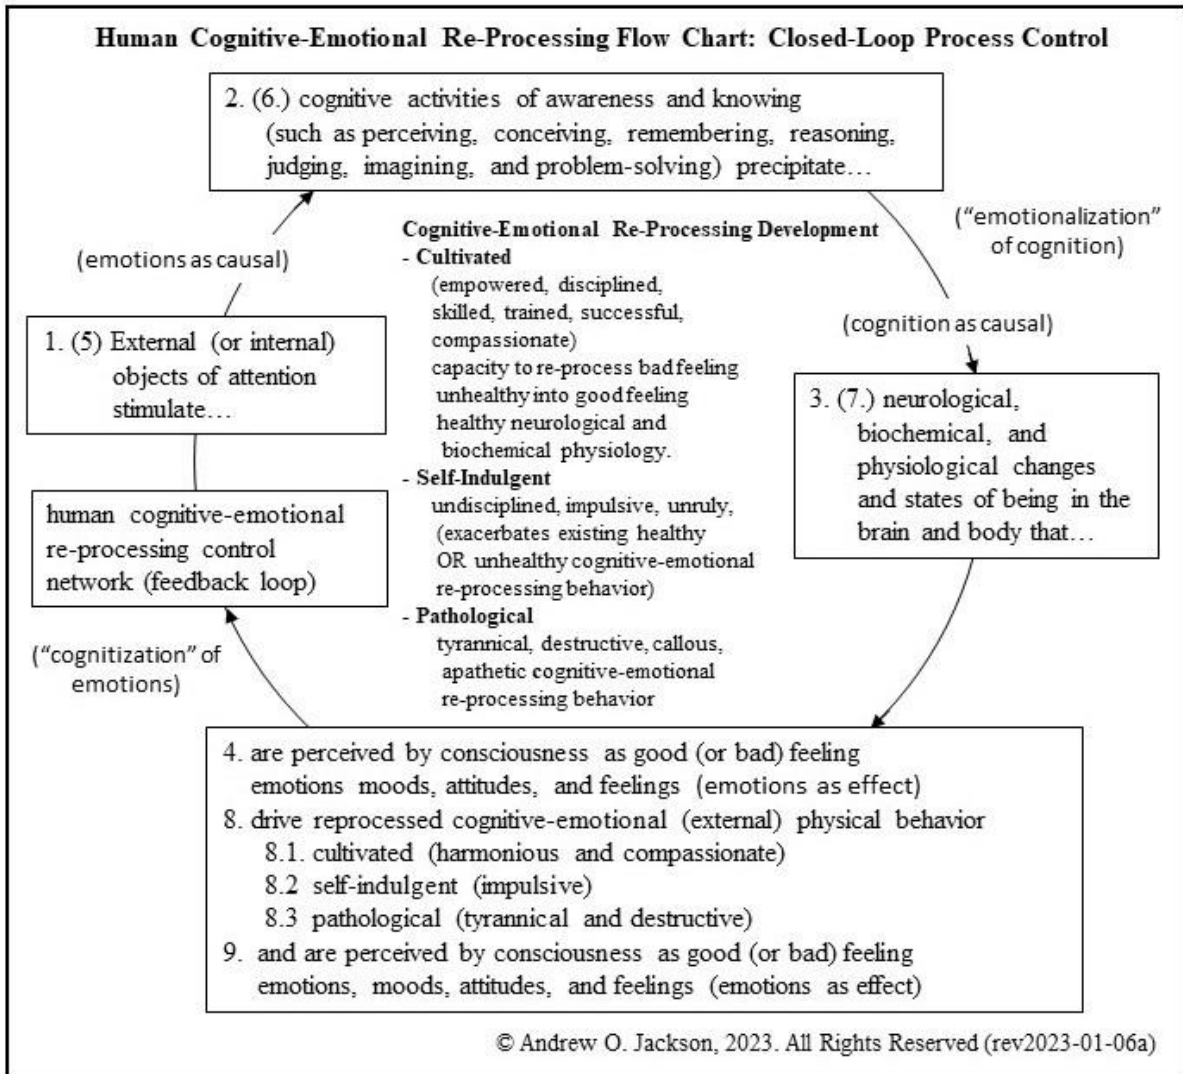 Human Cognitive-Emotional Re-Processing Flow Chart: Closed-Loop Process Control
2. (6.) cognitive activities of awareness and knowing
(such as perceiving, conceiving, remembering, reasoning,
judging, imagining, and problem-solving) precipitate…
(“emotionalization”
of cognition)
(cognition as causal)
(emotions as causal)
1. (5) External (or internal)
objects of attention
stimulate…
Cognitive-Emotional Re-Processing Development
- Cultivated
(empowered, disciplined,
skilled, trained, successful,
compassionate)
capacity to re-process bad feeling
unhealthy into good feeling
healthy neurological and
biochemical physiology.
- Self-Indulgent
undisciplined, impulsive, unruly,
(exacerbates existing healthy
OR unhealthy cognitive-emotional
re-processing behavior)
- Pathological
tyrannical, destructive, callous,
apathetic cognitive-emotional
re-processing behavior
3. (7.) neurological,
biochemical, and
physiological changes
and states of being in the
brain and body that…
human cognitive-emotional
re-processing control
network (feedback loop)
(“cognitization” of
emotions)
4. are perceived by consciousness as good (or bad) feeling
emotions moods, attitudes, and feelings (emotions as effect)
8. drive reprocessed cognitive-emotional (external) physical behavior
8.1. cultivated (harmonious and compassionate)
8.2 self-indulgent (impulsive)
8.3 pathological (tyrannical and destructive)
9. and are perceived by consciousness as good (or bad) feeling
emotions, moods, attitudes, and feelings (emotions as effect)
© Andrew O. Jackson, 2023. All Rights Reserved (rev2023-01-06a)